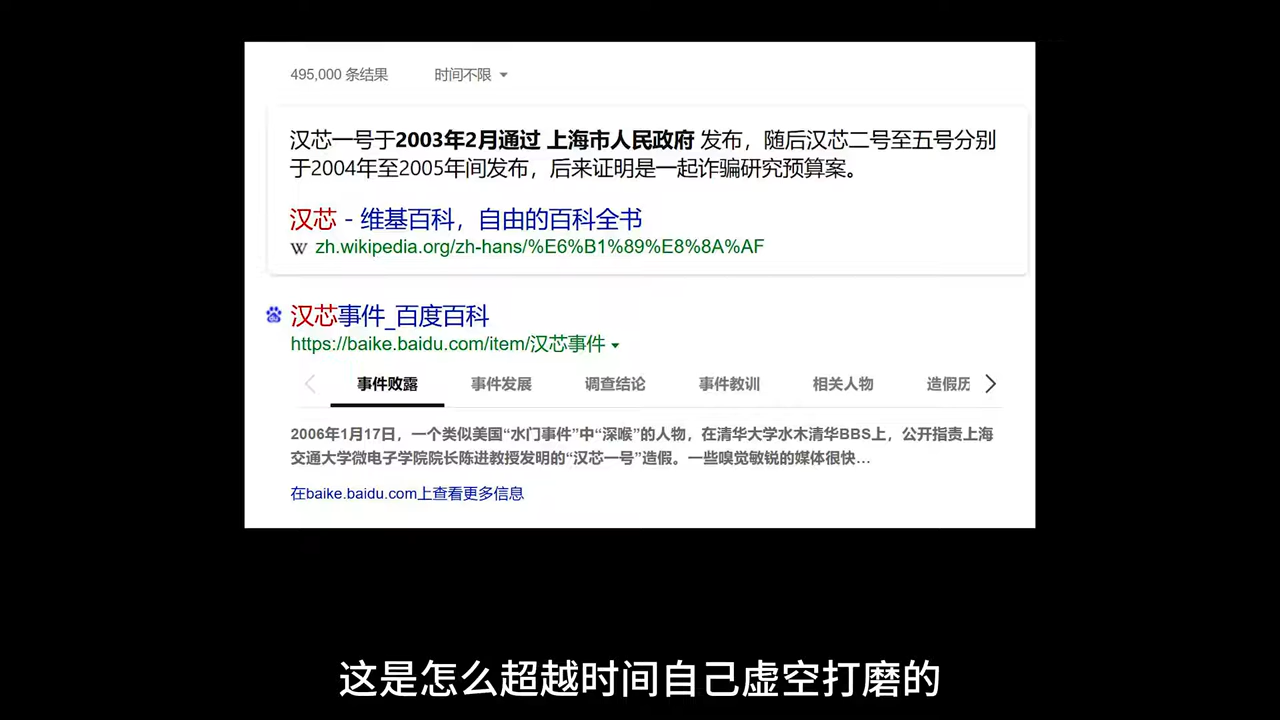 495,000 条结果 时间不限
汉芯一号于2003年2月通过 上海市人民政府 发布，随后汉芯二号至五号分别
于2004年至2005年间发布，后来证明是一起诈骗研究预算案。
汉芯 - 维基百科，自由的百科全书
W zh.wikipedia.org/zh-hans/%E6%B1%89%E8%8A%AF
汉芯事件_百度百科
https://baike.baidu.com/item/汉芯事件
事件败露 事件发展 调查结论 事件教训 相关人物 造假历
2006年1月17日，一个类似美国“水门事件”中“深喉”的人物，在清华大学水木清华BBS上，公开指责上海
交通大学微电子学院院长陈进教授发明的“汉芯一号”造假。一些嗅觉敏锐的媒体很快...
在baike.baidu.com上查看更多信息
这是怎么超越时间自己虚空打磨的